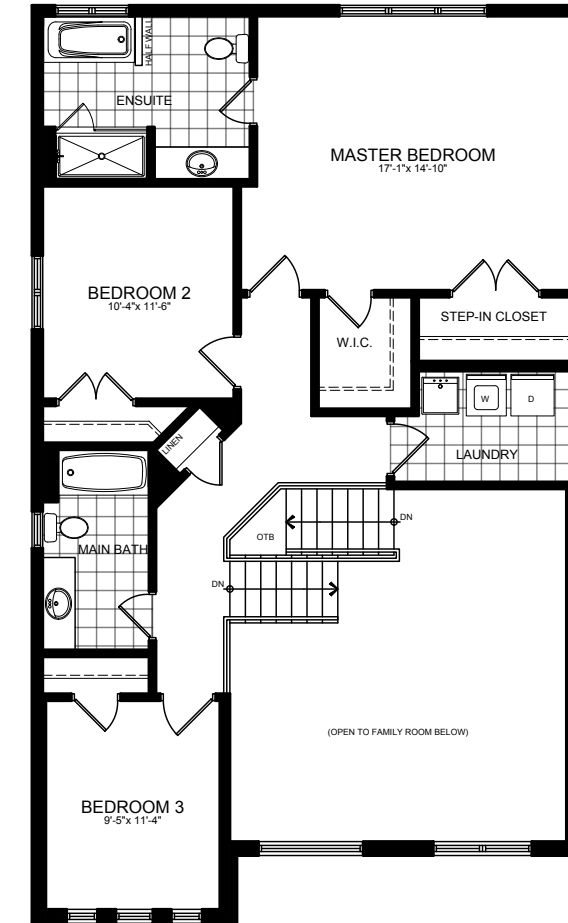 HALF WALL
ENSUITE
MASTER BEDROOM
17'-1"x 14'-10"
BEDROOM 2
10'-4"x 11'-6"
STEP-IN CLOSET
W.I.C.
W
D
LINEN
LAUNDRY
DN
OTB
MAIN BATH
DN
(OPEN TO FAMILY ROOM BELOW)
BEDROOM 3
9'-5"x 11'-4"